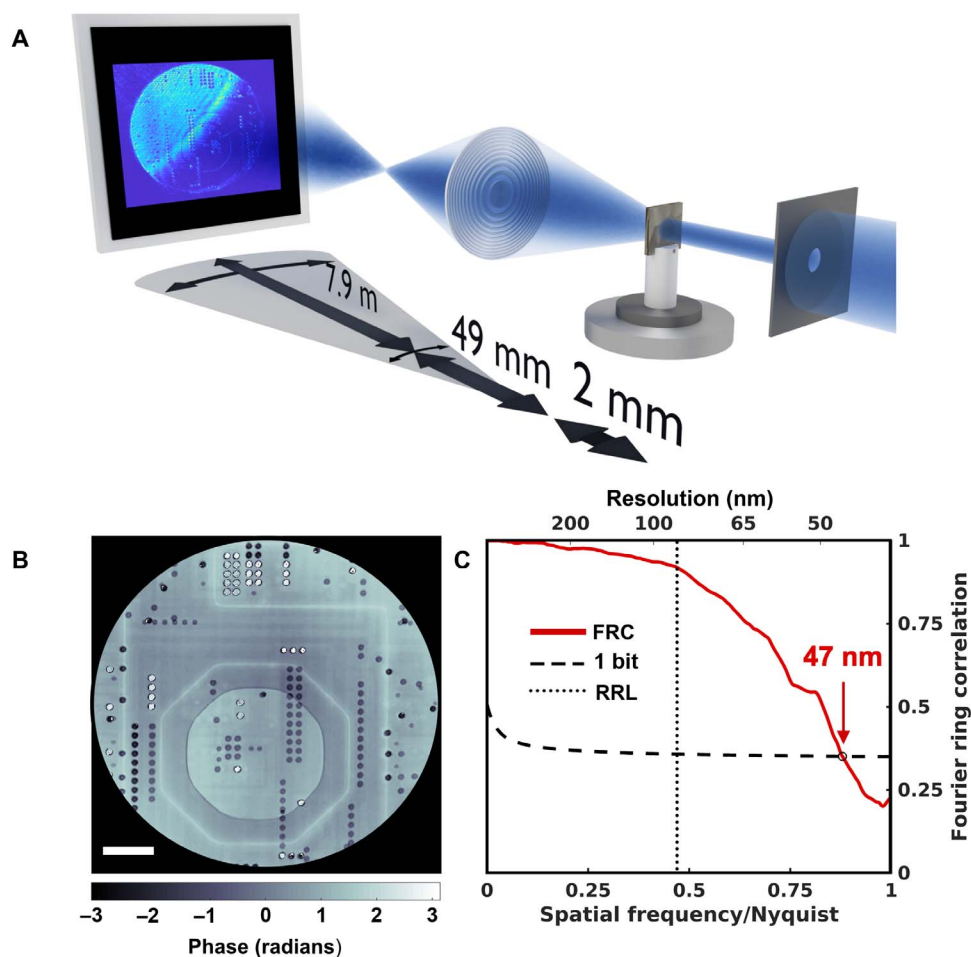 A
7.9 m
49 mm
2 mm
B
−3 −2 −1 0 1 2 3
Phase (radians)
C
Resolution (nm)
200 100 65 50
1
0.75
0.5
0.25
0
FRC
1 bit
RRL
47 nm
Fourier ring correlation
0 0.25 0.5 0.75 1
Spatial frequency/Nyquist